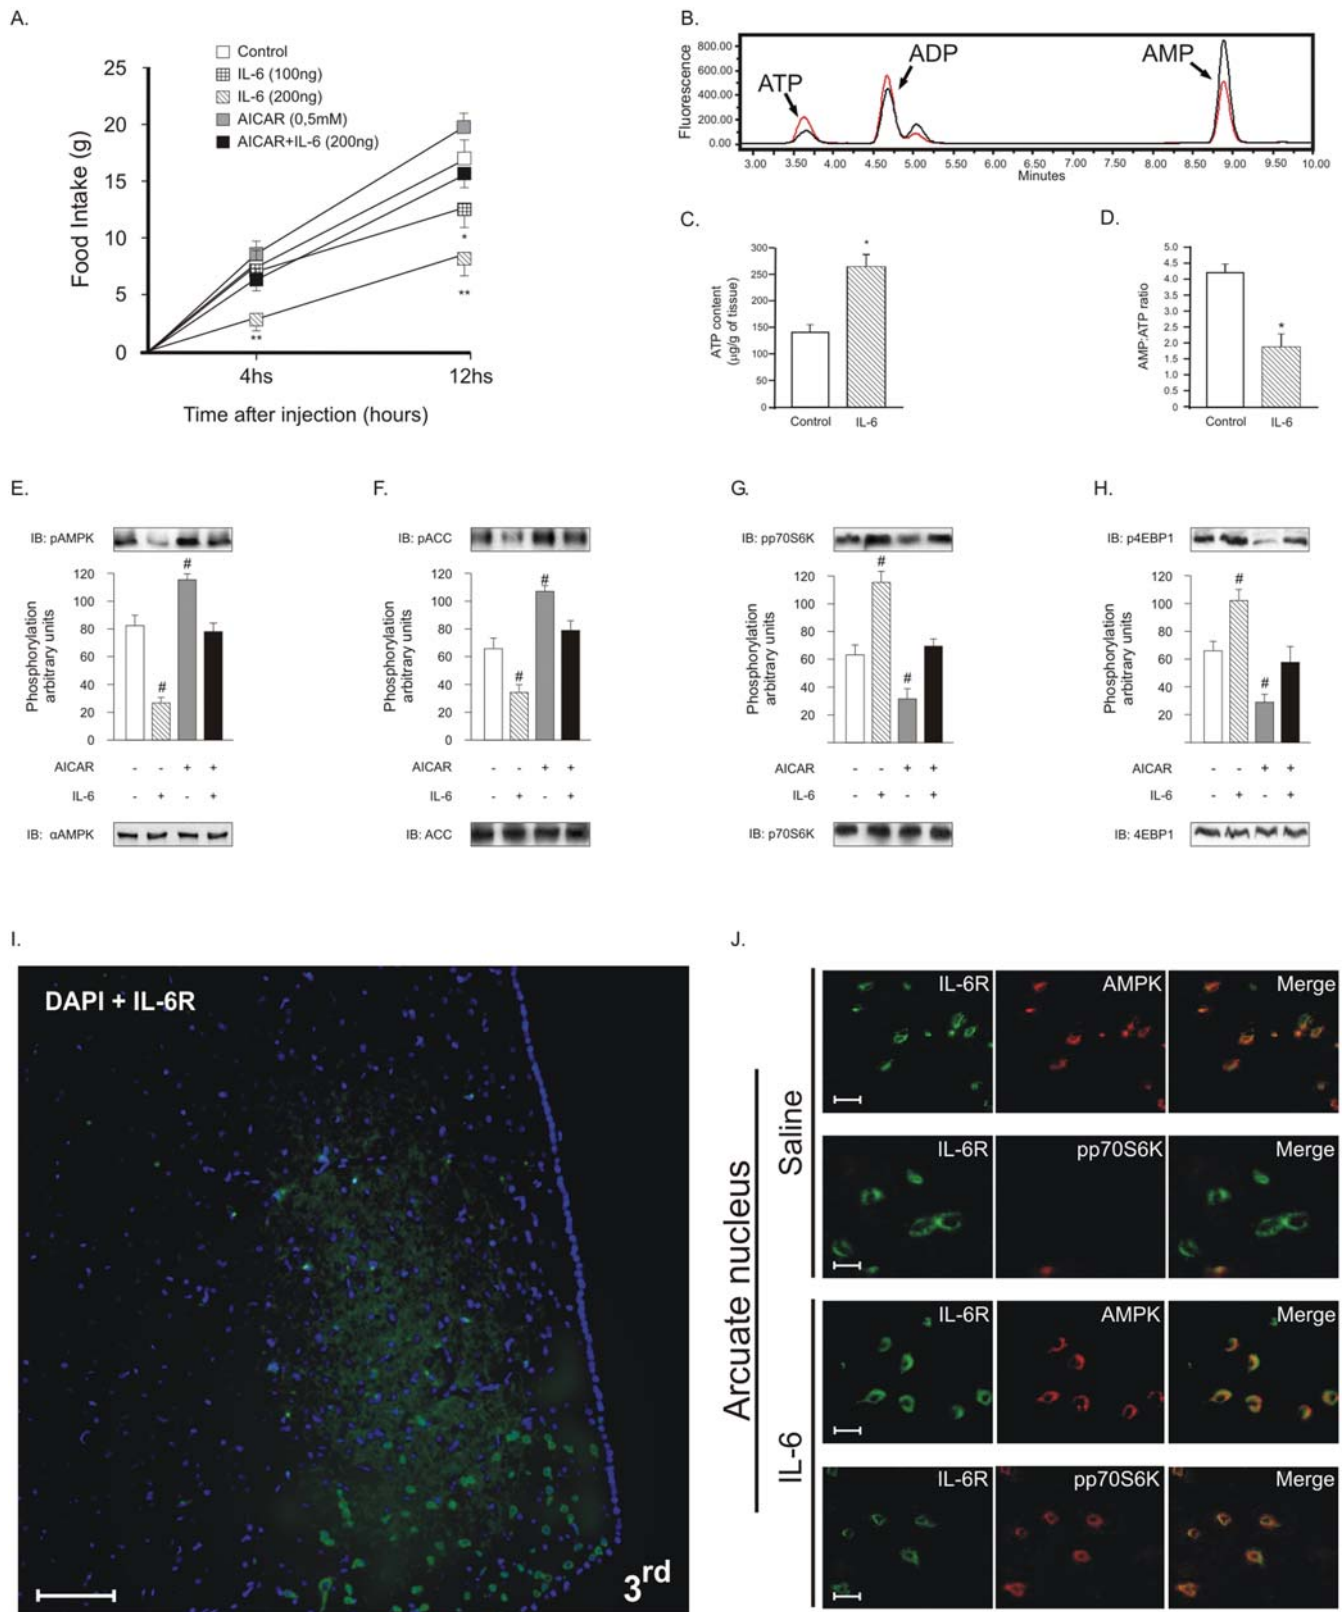 A.
Control
IL-6 (100ng)
IL-6 (200ng)
AICAR (0,5mM)
AICAR+IL-6 (200ng)
25
20
15
10
5
0
Food Intake (g)
*
**
**
4hs
12hs
Time after injection (hours)
B.
800.00
600.00
400.00
200.00
0.00
Fluorescence
ATP
ADP
AMP
3.00 3.50 4.00 4.50 5.00 5.50 6.00 6.50 7.00 7.50 8.00 8.50 9.00 9.50 10.00
Minutes
C.
300
250
200
150
100
50
0
ATP content
(µg/g of tissue)
*
Control IL-6
D.
5.0
4.5
4.0
3.5
3.0
2.5
2.0
1.5
1.0
0.5
0
AMP:ATP ratio
*
Control IL-6
E.
IB: pAMPK
120
100
80
60
40
20
0
Phosphorylation
arbitrary units
# #
AICAR - - + +
IL-6 - + - +
IB: αAMPK
F.
IB: pACC
120
100
80
60
40
20
0
Phosphorylation
arbitrary units
# #
AICAR - - + +
IL-6 - + - +
IB: ACC
G.
IB: pp70S6K
120
100
80
60
40
20
Phosphorylation
arbitrary units
# #
AICAR - - + +
IL-6 - + - +
IB: p70S6K
H.
IB: p4EBP1
120
100
80
60
40
20
Phosphorylation
arbitrary units
# #
AICAR - - + +
IL-6 - + - +
IB: 4EBP1
I.
DAPI + IL-6R
3rd
J.
Arcuate nucleus
Saline
IL-6R AMPK Merge
IL-6R pp70S6K Merge
IL-6
IL-6R AMPK Merge
IL-6R pp70S6K Merge